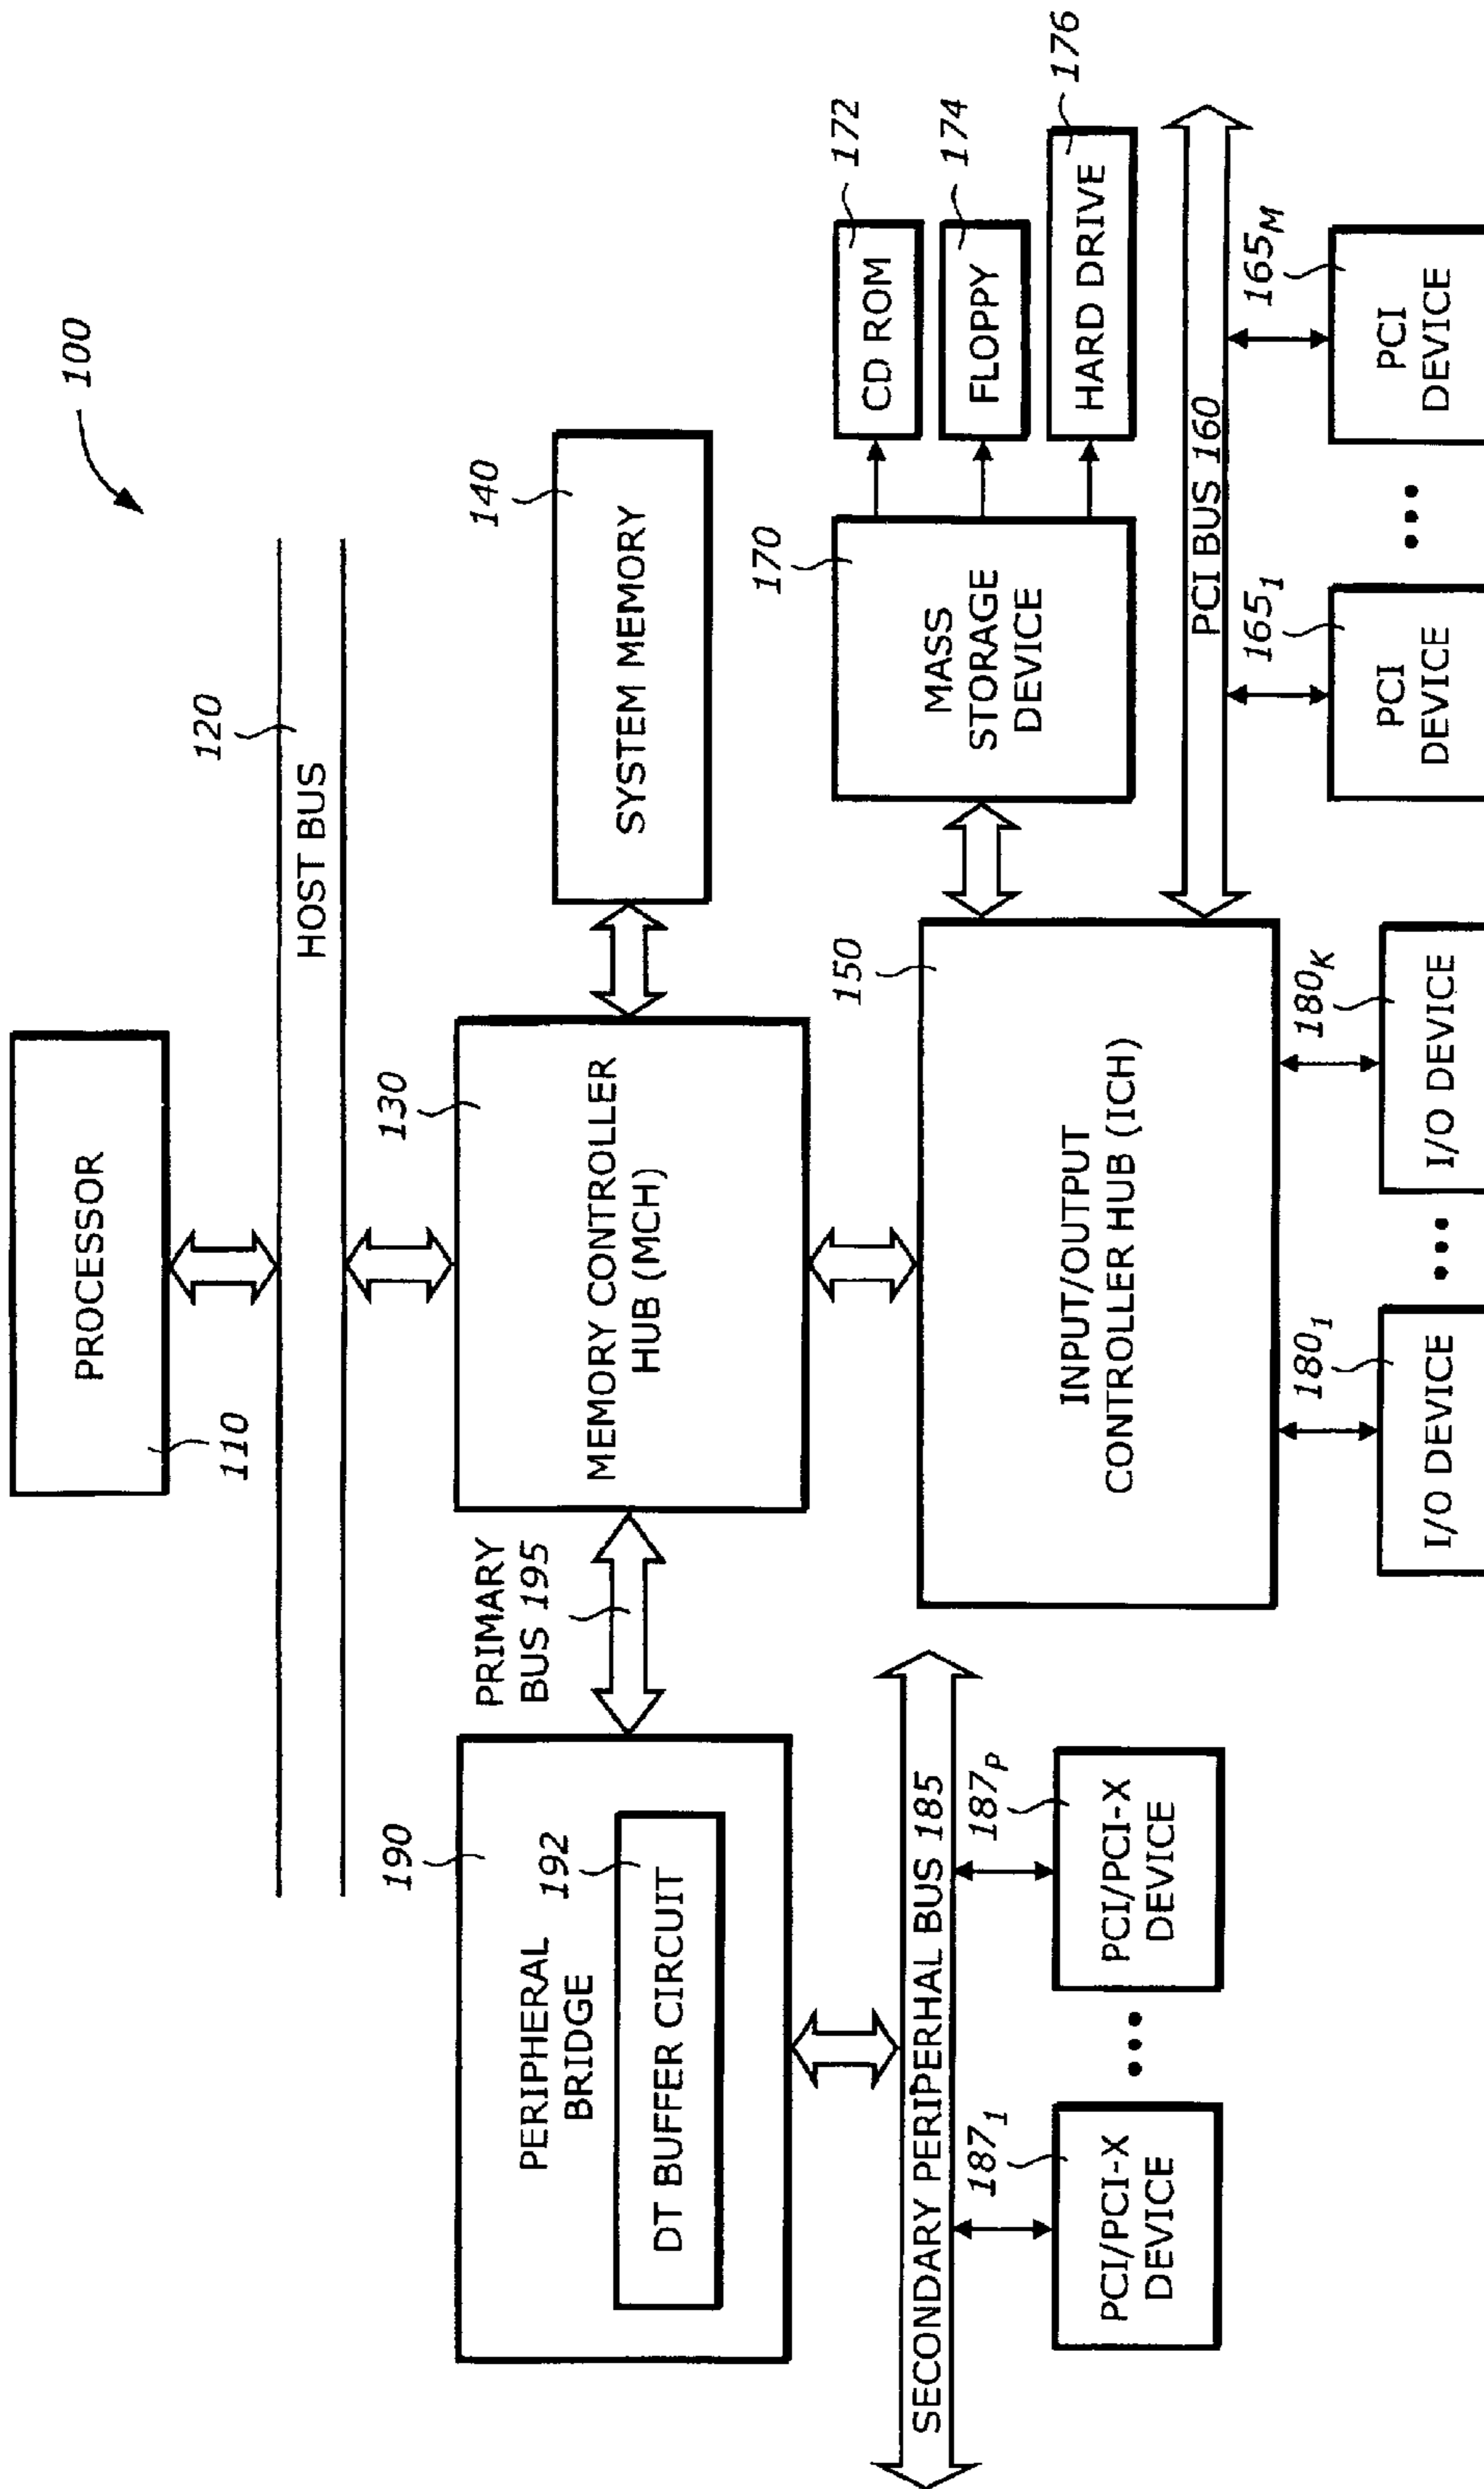 100
PROCESSOR
110
120
HOST BUS
130
MEMORY CONTROLLER
HUB (MCH)
140
SYSTEM MEMORY
PRIMARY
BUS 195
190
PERIPHERAL
BRIDGE
192
DT BUFFER CIRCUIT
SECONDARY PERIPERHAL BUS 185
187₁
PCI/PCI-X
DEVICE
•••
187P
PCI/PCI-X
DEVICE
150
INPUT/OUTPUT
CONTROLLER HUB (ICH)
170
MASS
STORAGE
DEVICE
CD ROM
172
FLOPPY
174
HARD DRIVE
176
PCI BUS 160
180₁
I/O DEVICE
•••
180K
I/O DEVICE
165₁
PCI
DEVICE
•••
165M
PCI
DEVICE